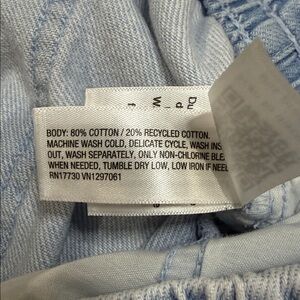 BODY: 80% COTTON / 20% RECYCLED COTTON.
MACHINE WASH COLD, DELICATE CYCLE, WASH INS
OUT, WASH SEPARATELY, ONLY NON-CHLORINE BLE
WHEN NEEDED, TUMBLE DRY LOW, LOW IRON IF NEE
RN17730 VN1297061